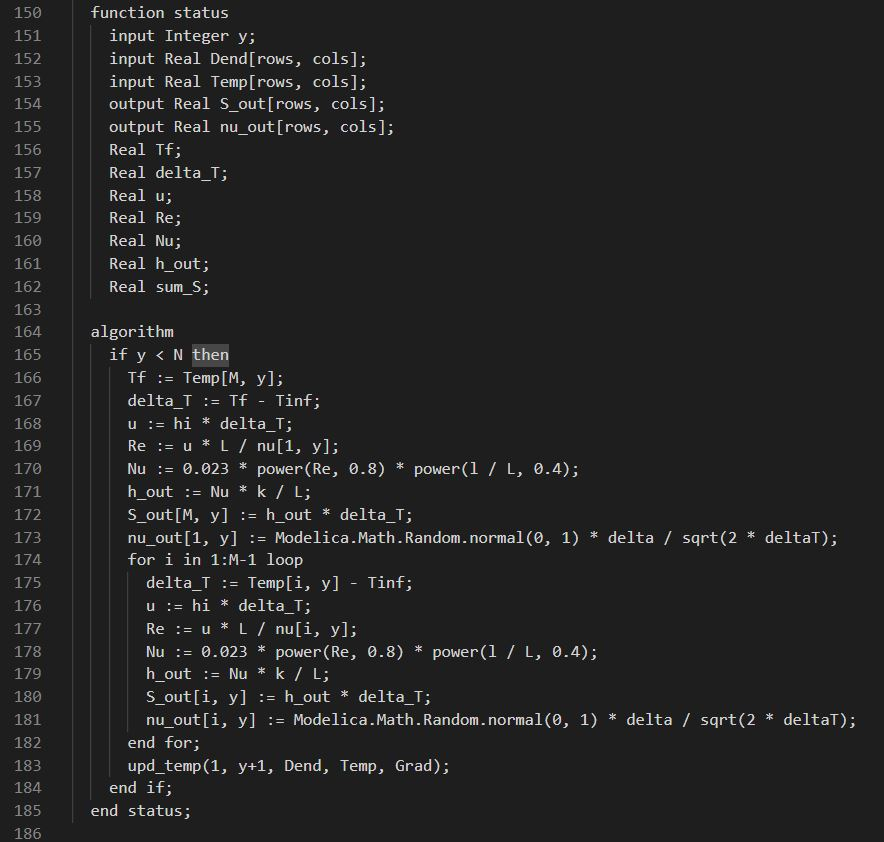 150 function status
151 input Integer y;
152 input Real Dend[rows, cols];
153 input Real Temp[rows, cols];
154 output Real S_out[rows, cols];
155 output Real nu_out[rows, cols];
156 Real Tf;
157 Real delta_T;
158 Real u;
159 Real Re;
160 Real Nu;
161 Real h_out;
162 Real sum_S;
163
164 algorithm
165 if y < N then
166 Tf := Temp[M, y];
167 delta_T := Tf - Tinf;
168 u := hi * delta_T;
169 Re := u * L / nu[1, y];
170 Nu := 0.023 * power(Re, 0.8) * power(l / L, 0.4);
171 h_out := Nu * k / L;
172 S_out[M, y] := h_out * delta_T;
173 nu_out[1, y] := Modelica.Math.Random.normal(0, 1) * delta / sqrt(2 * deltaT);
174 for i in 1:M-1 loop
175 delta_T := Temp[i, y] - Tinf;
176 u := hi * delta_T;
177 Re := u * L / nu[i, y];
178 Nu := 0.023 * power(Re, 0.8) * power(l / L, 0.4);
179 h_out := Nu * k / L;
180 S_out[i, y] := h_out * delta_T;
181 nu_out[i, y] := Modelica.Math.Random.normal(0, 1) * delta / sqrt(2 * deltaT);
182 end for;
183 upd_temp(1, y+1, Dend, Temp, Grad);
184 end if;
185 end status;
186